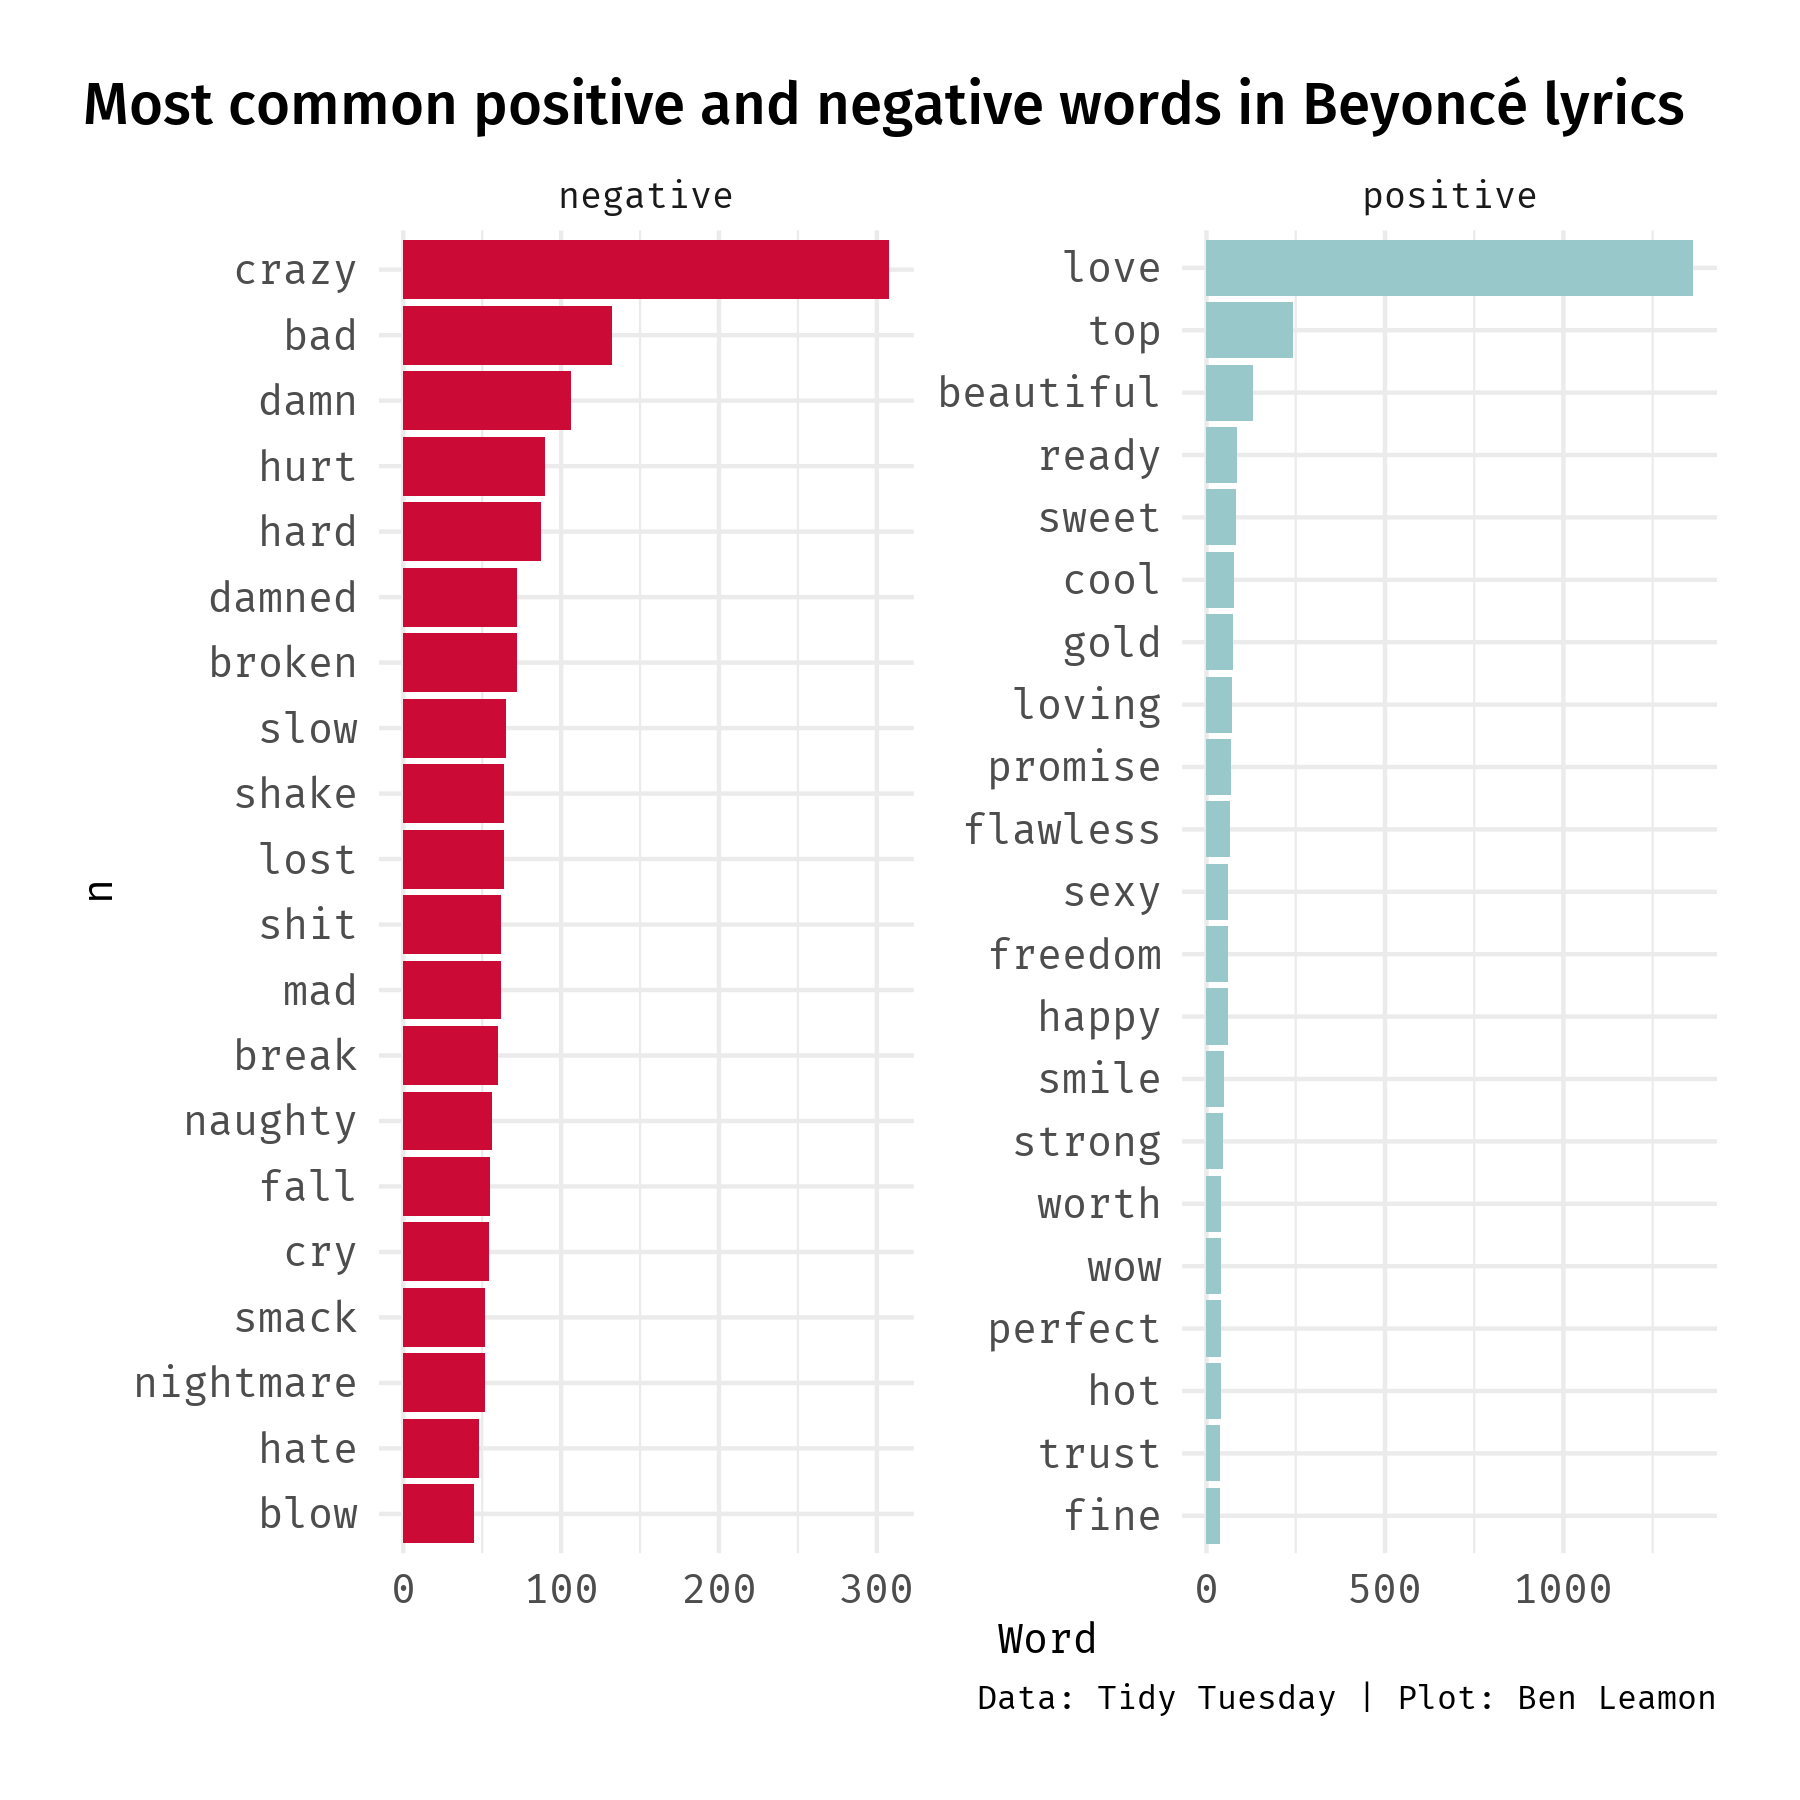 Most common positive and negative words in Beyoncé lyrics
negative
crazy
bad
damn
hurt
hard
damned
broken
slow
shake
lost
shit
mad
break
naughty
fall
cry
smack
nightmare
hate
blow
0 100 200 300
positive
love
top
beautiful
ready
sweet
cool
gold
loving
promise
flawless
sexy
freedom
happy
smile
strong
worth
wow
perfect
hot
trust
fine
0 500 1000
n
Word
Data: Tidy Tuesday | Plot: Ben Leamon